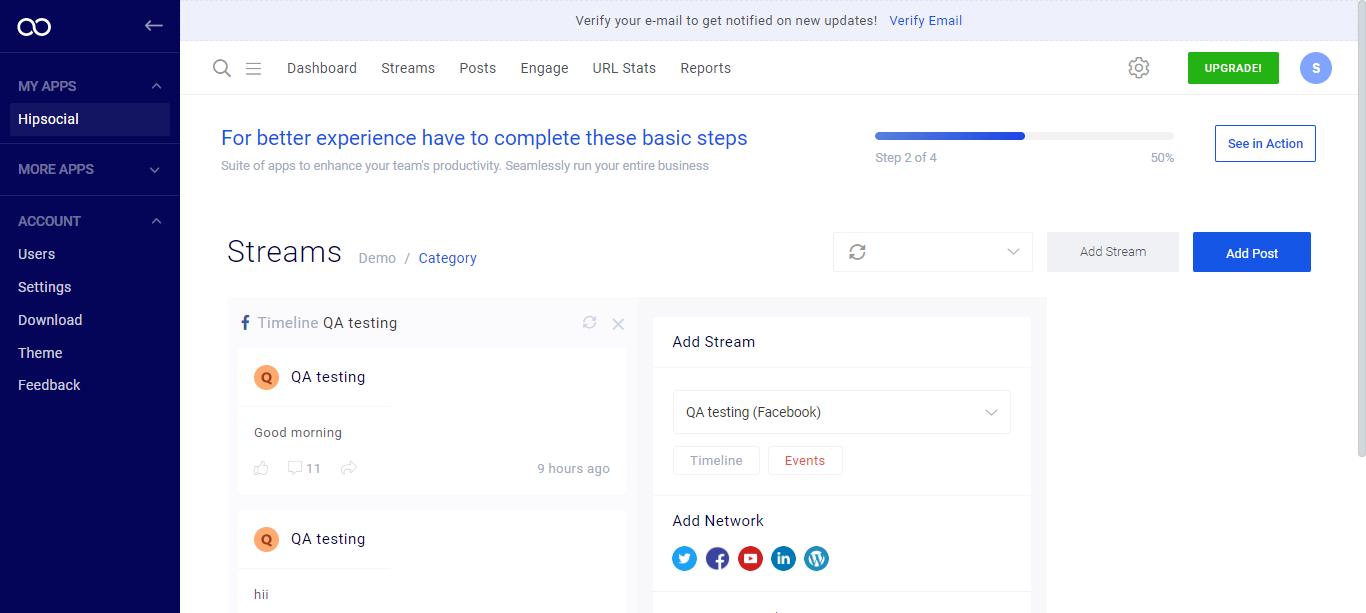 Verify your e-mail to get notified on new updates! Verify Email
Dashboard Streams Posts Engage URL Stats Reports
UPGRADE!
S
MY APPS
Hipsocial
MORE APPS
ACCOUNT
Users
Settings
Download
Theme
Feedback
For better experience have to complete these basic steps
Suite of apps to enhance your team's productivity. Seamlessly run your entire business
Step 2 of 4 50%
See in Action
Streams Demo / Category
Add Stream
Add Post
Timeline QA testing
Q QA testing
Good morning
11 9 hours ago
Q QA testing
hii
Add Stream
QA testing (Facebook)
Timeline Events
Add Network